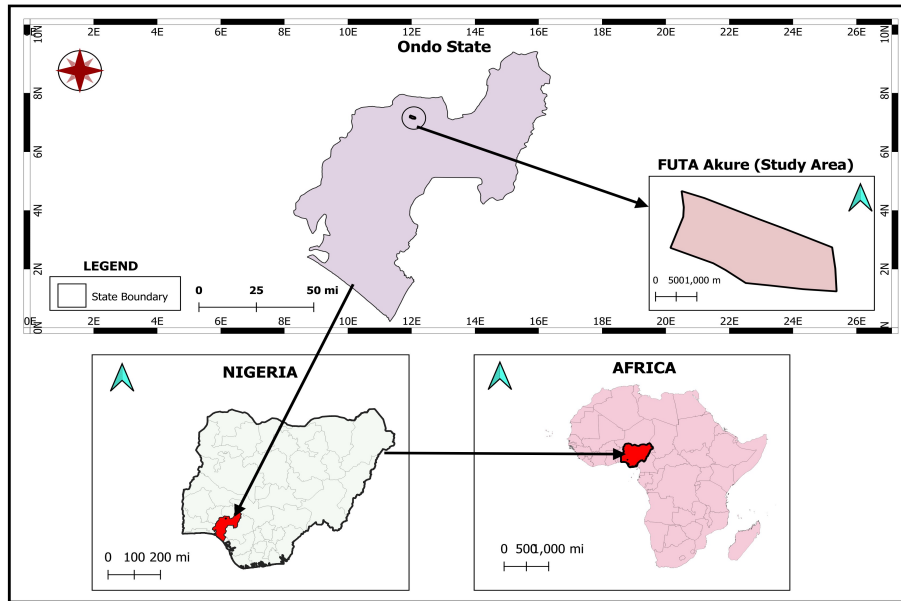 0E 2E 4E 6E 8E 10E 12E 14E 16E 18E 20E 22E 24E 26E
10N 10N
Ondo State
8N 8N
6N 6N
FUTA Akure (Study Area)
4N 4N
2N 2N
LEGEND
State Boundary
0 25 50 mi
0 5001,000 m
0N 0N
0E 2E 4E 6E 8E 10E 12E 14E 16E 18E 20E 22E 24E 26E
NIGERIA
0 100 200 mi
AFRICA
0 5001,000 mi